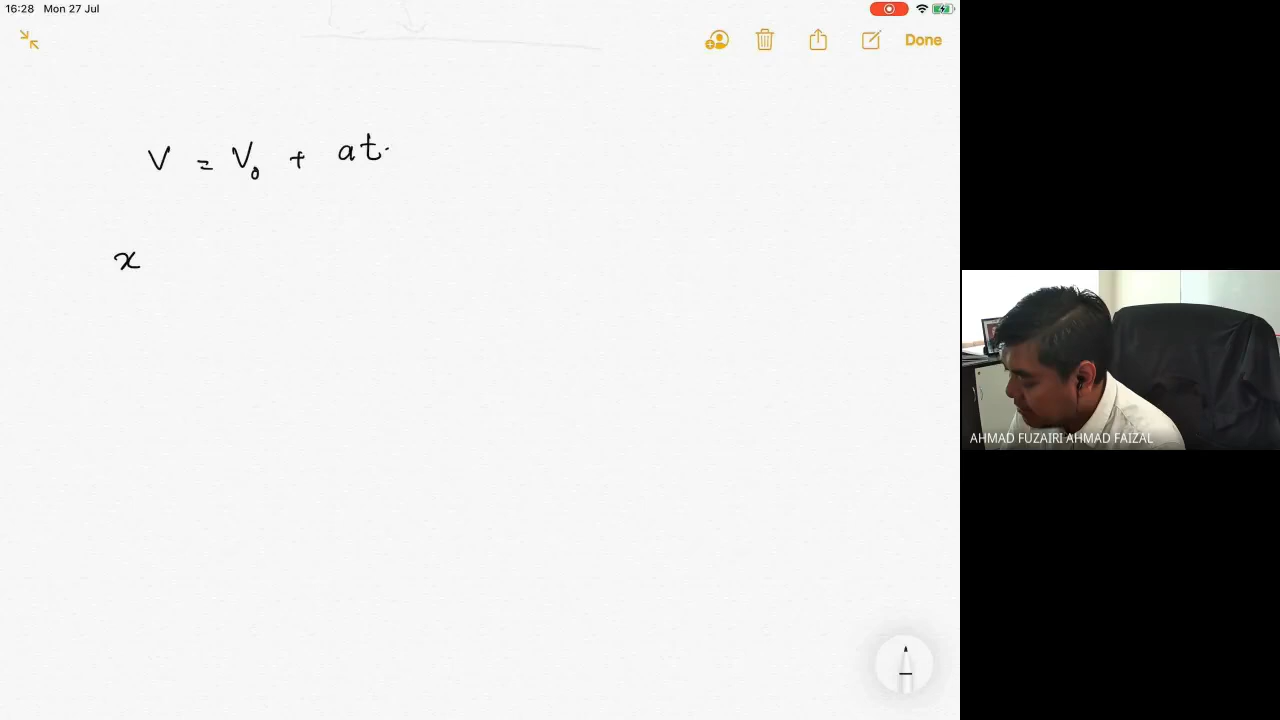 16:28 Mon 27 Jul
Done
V = V₀ + at.
x
AHMAD FUZAIRI AHMAD FAIZAL